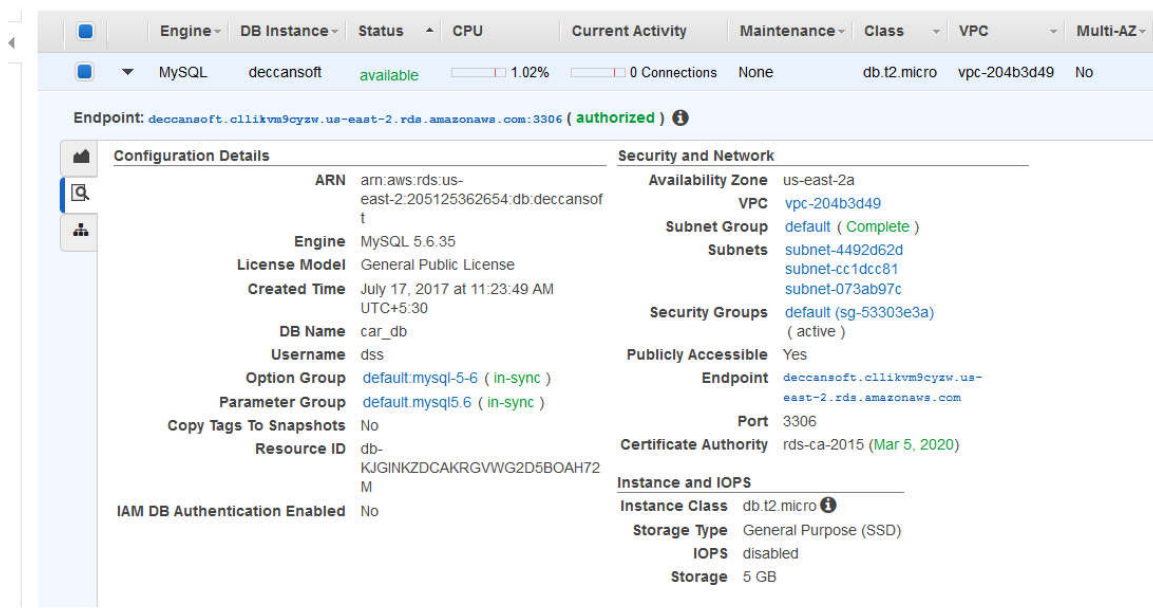 Engine DB Instance Status CPU Current Activity Maintenance Class VPC Multi-AZ
MySQL deccansoft available 1.02% 0 Connections None db.t2.micro vpc-204b3d49 No
Endpoint: deccansoft.cllikvm9cyzw.us-east-2.rds.amazonaws.com:3306 ( authorized )
Configuration Details
ARN arn:aws:rds:us-
east-2:205125362654:db:deccansof
t
Engine MySQL 5.6.35
License Model General Public License
Created Time July 17, 2017 at 11:23:49 AM
UTC+5:30
DB Name car_db
Username dss
Option Group default:mysql-5-6 ( in-sync )
Parameter Group default.mysql5.6 ( in-sync )
Copy Tags To Snapshots No
Resource ID db-
KJGINKZDCAKRGVWG2D5BOAH72
M
IAM DB Authentication Enabled No
Security and Network
Availability Zone us-east-2a
VPC vpc-204b3d49
Subnet Group default ( Complete )
Subnets subnet-4492d62d
subnet-cc1dcc81
subnet-073ab97c
Security Groups default (sg-53303e3a)
( active )
Publicly Accessible Yes
Endpoint deccansoft.cllikvm9cyzw.us-
east-2.rds.amazonaws.com
Port 3306
Certificate Authority rds-ca-2015 (Mar 5, 2020)
Instance and IOPS
Instance Class db.t2.micro
Storage Type General Purpose (SSD)
IOPS disabled
Storage 5 GB